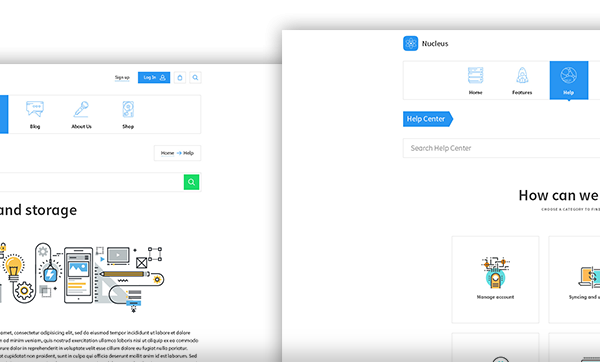 Sign up
Log In
Blog
About Us
Shop
Home → Help
and storage
amet, consectetur adipisicing elit, sed do eiusmod tempor incididunt ut labore et dolore
ad minim veniam, quis nostrud exercitation ullamco laboris nisi ut aliquip ex ea commodo
in voluptate velit esse cillum dolore eu fugiat nulla pariatur.
cupidatat non proident, sunt in culpa qui officia deserunt mollit anim id est laborum. Sed
Nucleus
Home
Features
Help
Help Center
Search Help Center
How can we
CHOOSE A CATEGORY TO FIND
Manage account
Syncing and s